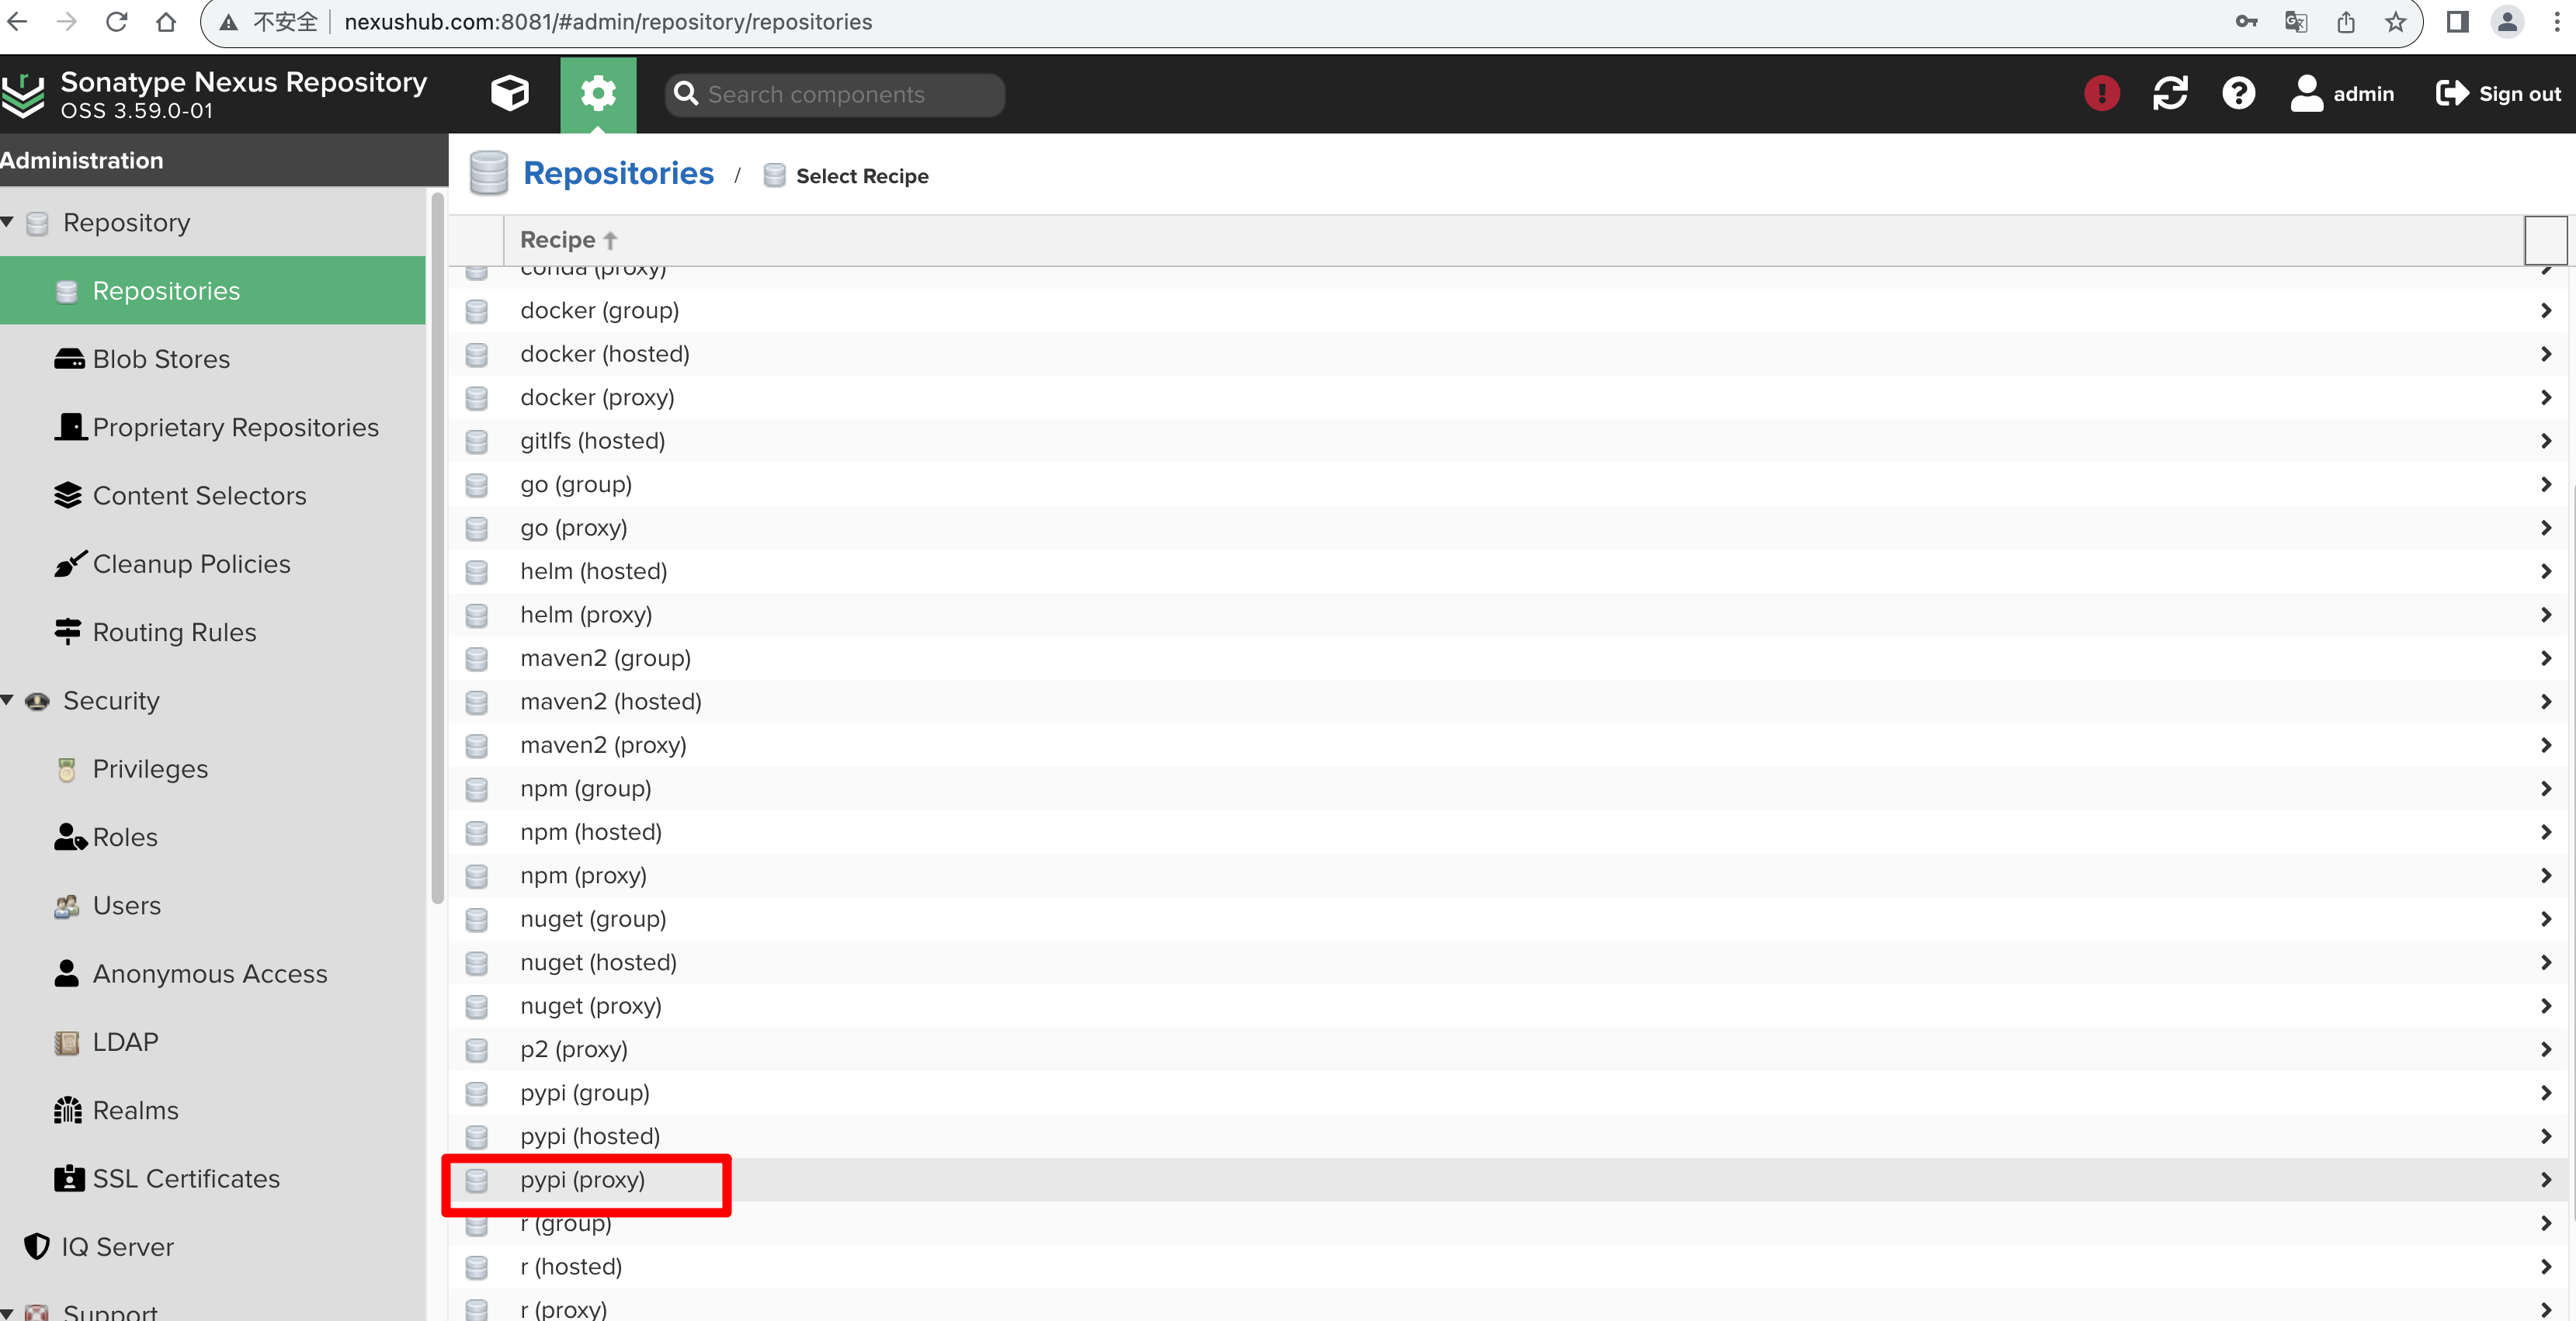 不安全 nexushub.com:8081/#admin/repository/repositories
Sonatype Nexus Repository
OSS 3.59.0-01
Search components
admin
Sign out
Administration
Repository
Repositories
Blob Stores
Proprietary Repositories
Content Selectors
Cleanup Policies
Routing Rules
Security
Privileges
Roles
Users
Anonymous Access
LDAP
Realms
SSL Certificates
IQ Server
Support
Repositories / Select Recipe
Recipe
conda (proxy)
docker (group)
docker (hosted)
docker (proxy)
gitlfs (hosted)
go (group)
go (proxy)
helm (hosted)
helm (proxy)
maven2 (group)
maven2 (hosted)
maven2 (proxy)
npm (group)
npm (hosted)
npm (proxy)
nuget (group)
nuget (hosted)
nuget (proxy)
p2 (proxy)
pypi (group)
pypi (hosted)
pypi (proxy)
r (group)
r (hosted)
r (proxy)